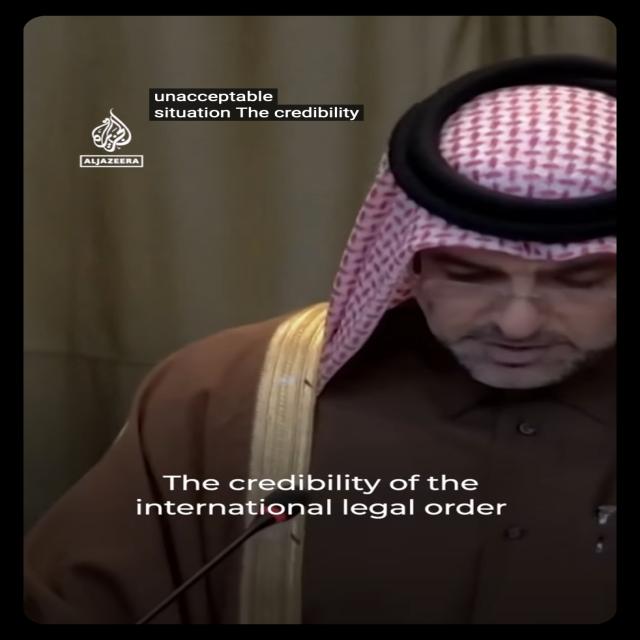 unacceptable
situation The credibility
ALJAZEERA
The credibility of the
international legal order